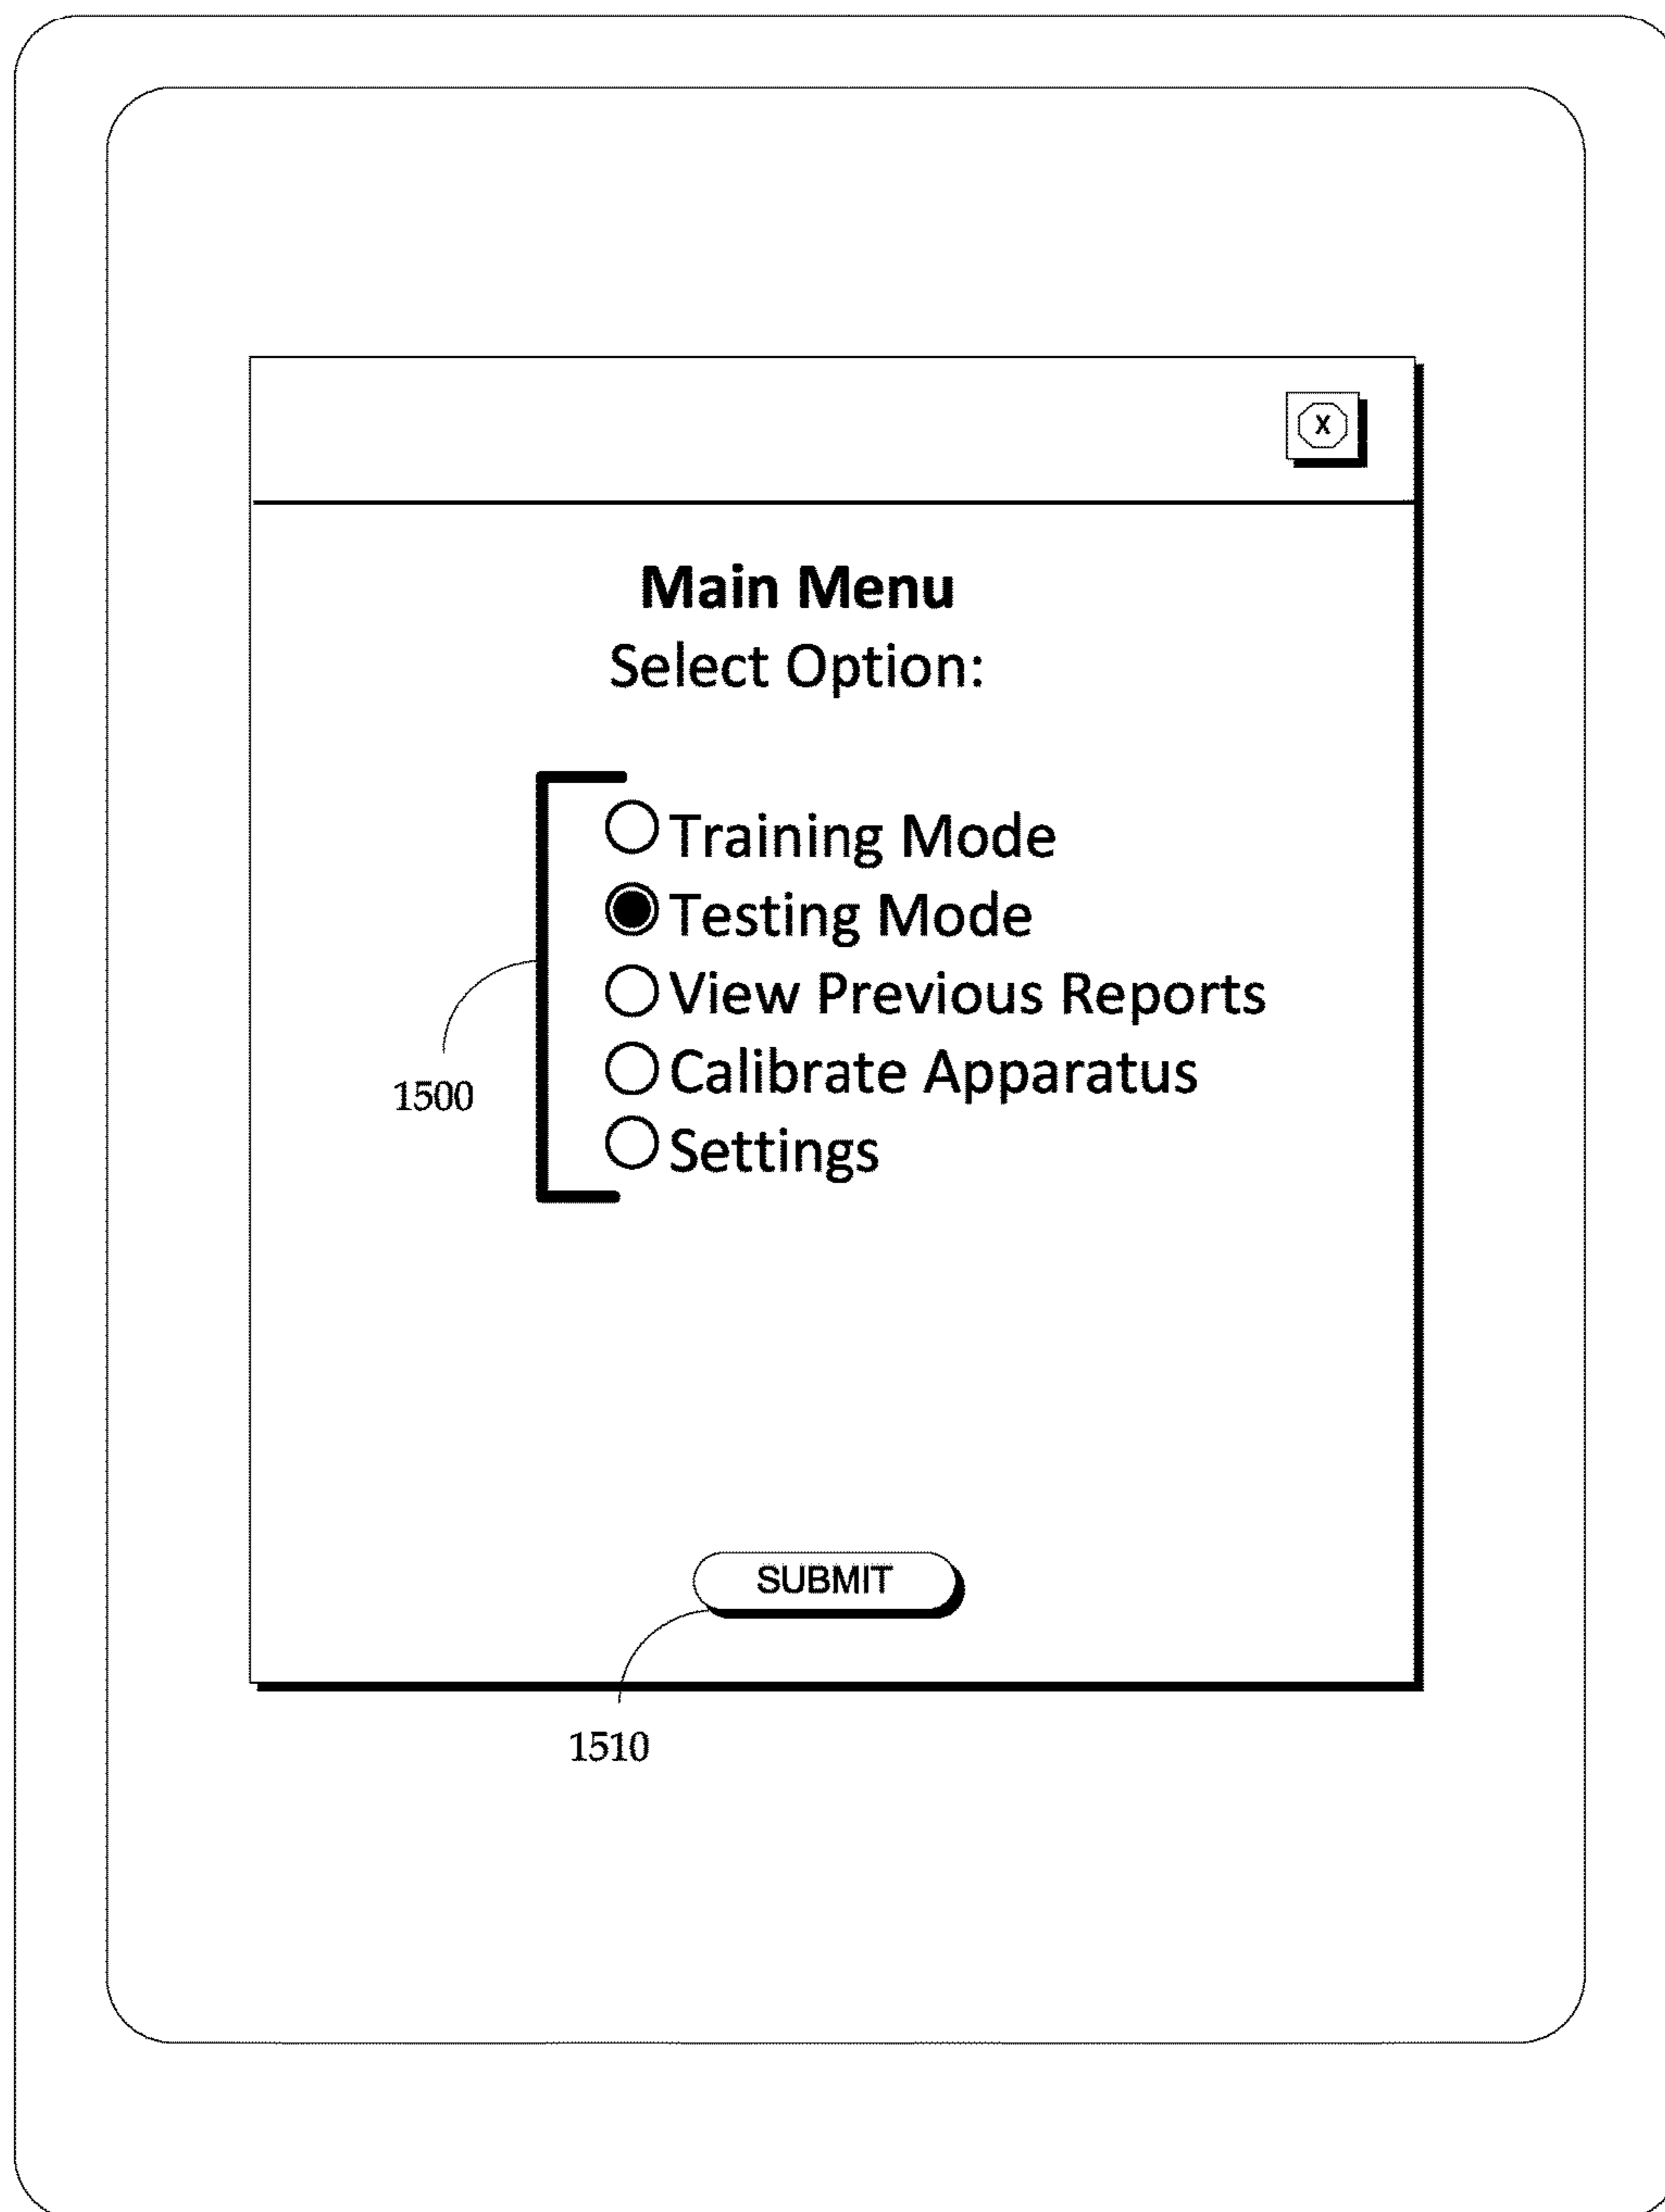 X
Main Menu
Select Option:
Training Mode
Testing Mode
View Previous Reports
Calibrate Apparatus
Settings
1500
SUBMIT
1510